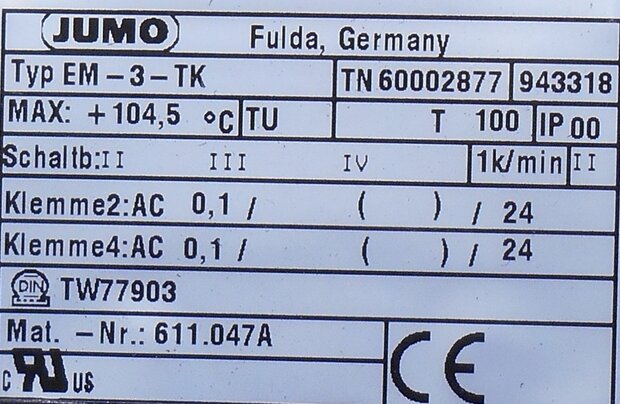 JUMO Fulda, Germany
Typ EM-3-TK TN 60002877 943318
MAX: +104,5 °C TU T 100 IP 00
Schaltb: II III IV 1k/min II
Klemme2: AC 0,1 / ( ) / 24
Klemme4: AC 0,1 / ( ) / 24
DIN TW77903
Mat. -Nr.: 611.047A
CE
c RU US